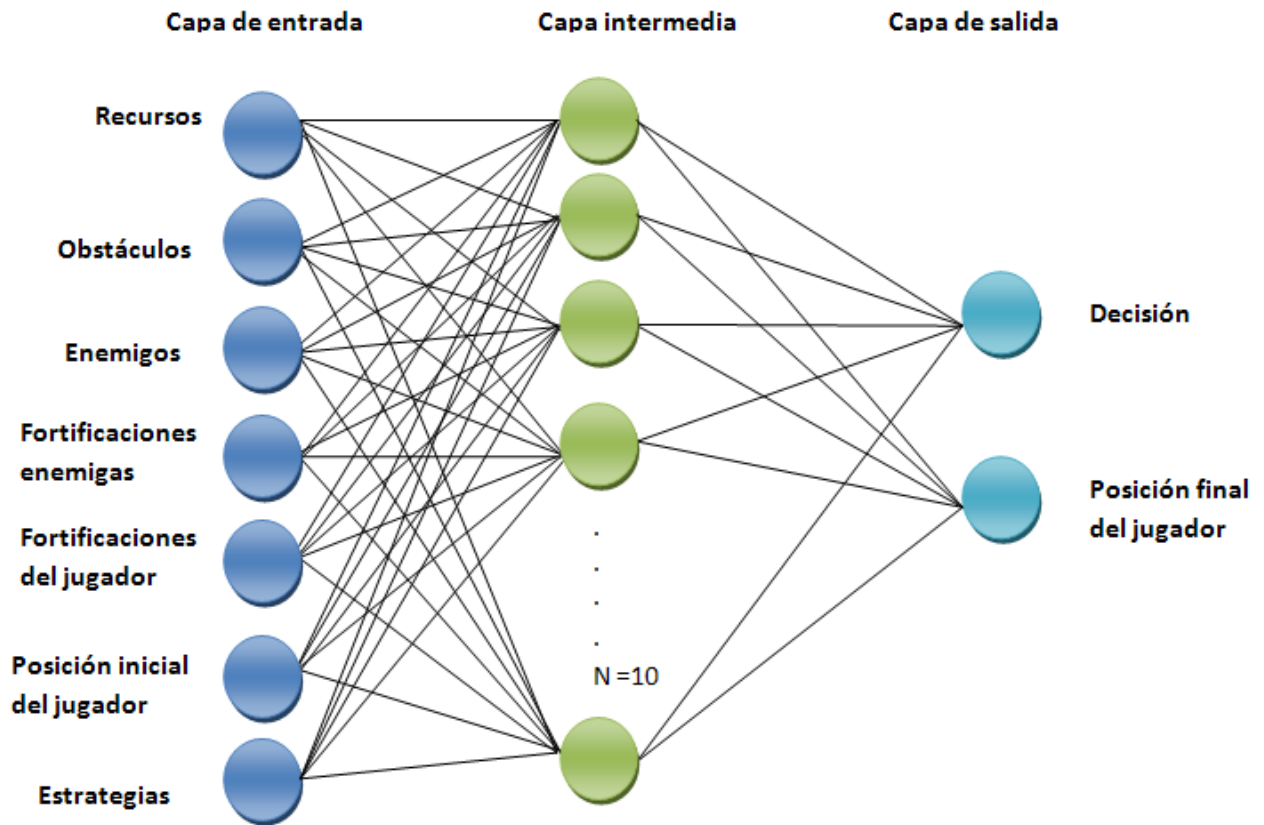 Capa de entrada
Capa intermedia
Capa de salida
Recursos
Obstáculos
Enemigos
Fortificaciones
enemigas
Fortificaciones
del jugador
Posición inicial
del jugador
Estrategias
N =10
Decisión
Posición final
del jugador